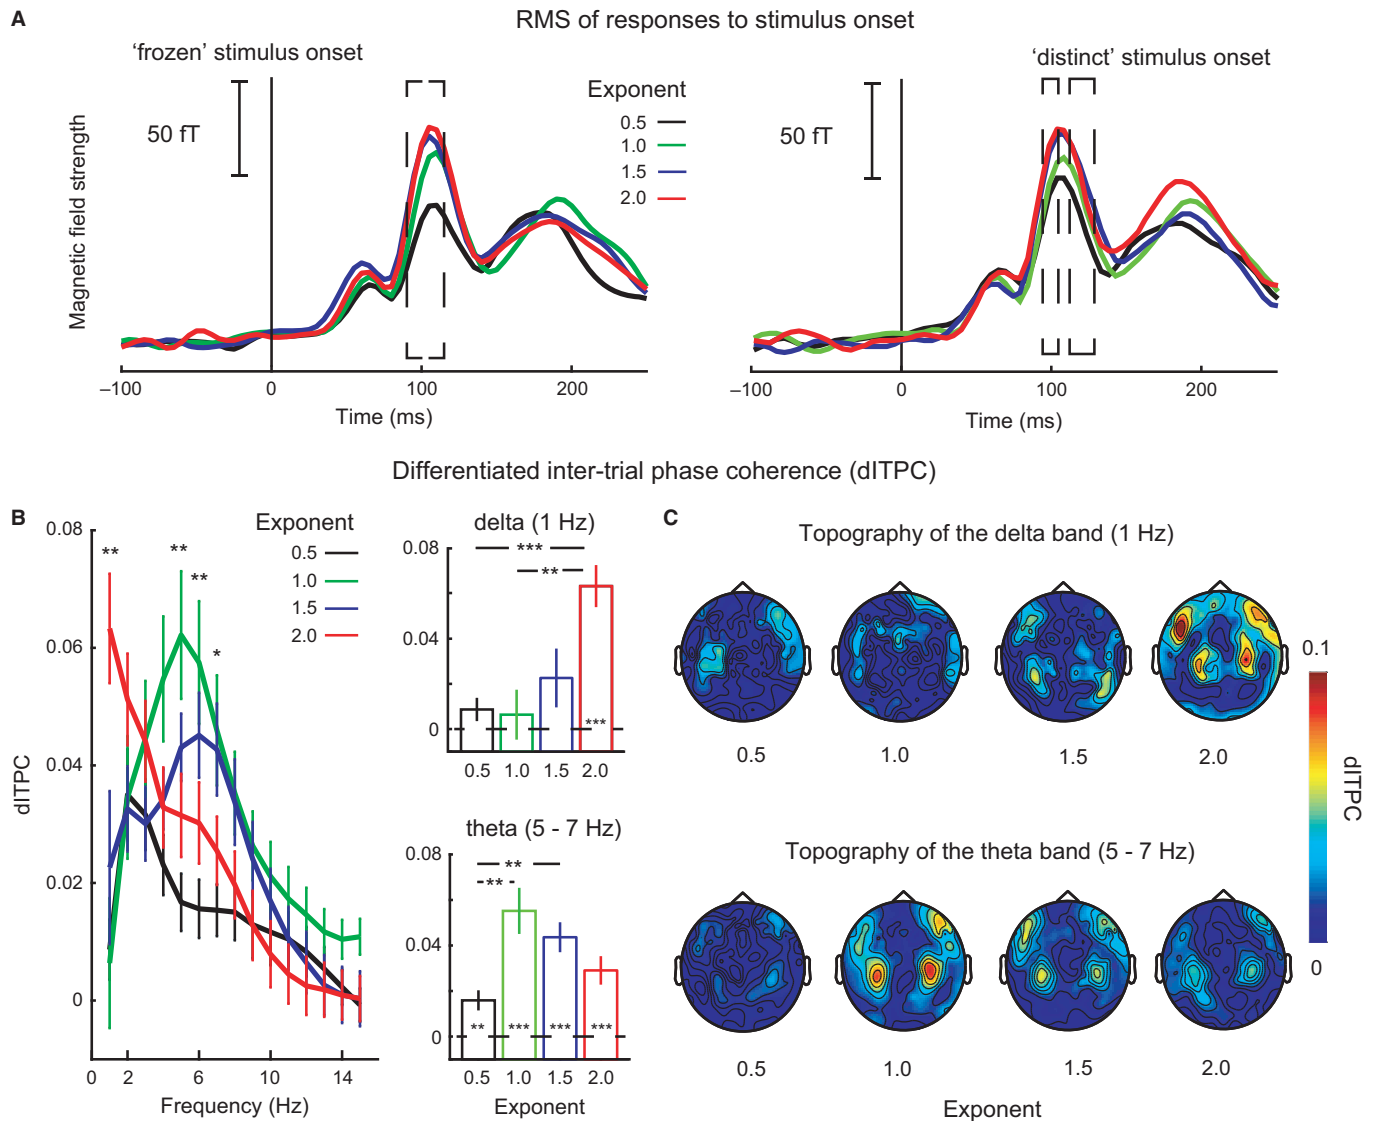 A
RMS of responses to stimulus onset
‘frozen’ stimulus onset
‘distinct’ stimulus onset
50 fT
Exponent
0.5
1.0
1.5
2.0
50 fT
Magnetic field strength
–100 0 100 200
Time (ms)
–100 0 100 200
Time (ms)
Differentiated inter-trial phase coherence (dITPC)
B
Exponent
0.5
1.0
1.5
2.0
0.08
0.06
0.04
0.02
0
dITPC
** ** ** *
0 2 6 10 14
Frequency (Hz)
delta (1 Hz)
0.08
0.04
0
***
**
***
0.5 1.0 1.5 2.0
theta (5 - 7 Hz)
0.08
0.04
0
**
**
** *** *** ***
0.5 1.0 1.5 2.0
Exponent
C
Topography of the delta band (1 Hz)
0.5 1.0 1.5 2.0
Topography of the theta band (5 - 7 Hz)
0.5 1.0 1.5 2.0
Exponent
0.1
0
dITPC